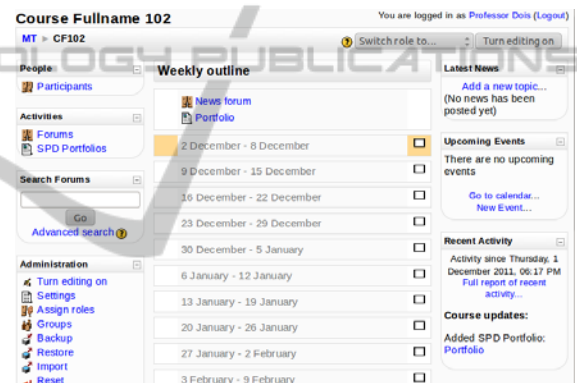 Course Fullname 102
You are logged in as Professor Dois (Logout)
MT ► CF102
Switch role to...
Turn editing on
OLOGY PUBLICATIONS
People
Participants
Activities
Forums
SPD Portfolios
Search Forums
Go
Advanced search
Administration
Turn editing on
Settings
Assign roles
Groups
Backup
Restore
Import
Reset
Weekly outline
News forum
Portfolio
2 December - 8 December
9 December - 15 December
16 December - 22 December
23 December - 29 December
30 December - 5 January
6 January - 12 January
13 January - 19 January
20 January - 26 January
27 January - 2 February
3 February - 9 February
Latest News
Add a new topic...
(No news has been
posted yet)
Upcoming Events
There are no upcoming
events
Go to calendar...
New Event...
Recent Activity
Activity since Thursday, 1
December 2011, 06:17 PM
Full report of recent
activity...
Course updates:
Added SPD Portfolio:
Portfolio